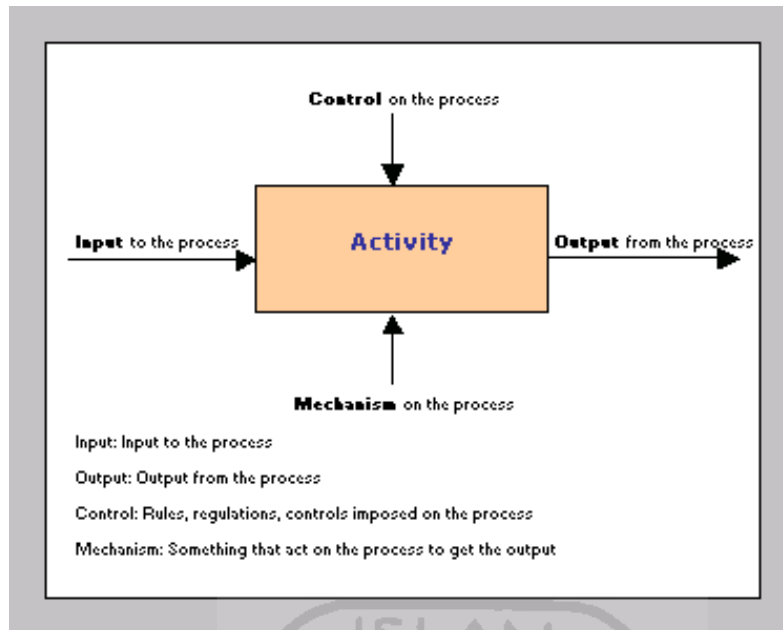 Control on the process
Activity
Input to the process
Output from the process
Mechanism on the process
Input: Input to the process
Output: Output from the process
Control: Rules, regulations, controls imposed on the process
Mechanism: Something that act on the process to get the output